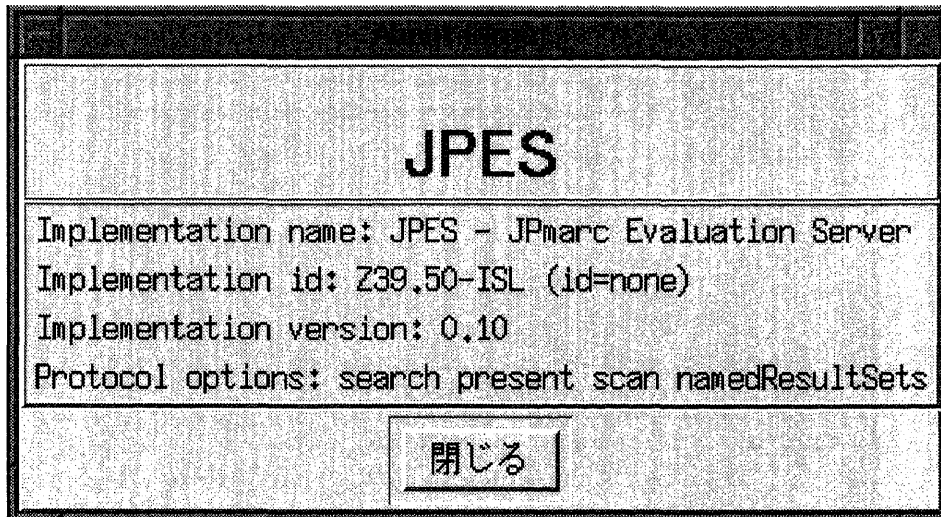 JPES
Implementation name: JPES - JPmarc Evaluation Server
Implementation id: Z39.50-ISL (id=none)
Implementation version: 0.10
Protocol options: search present scan namedResultSets
閉じる